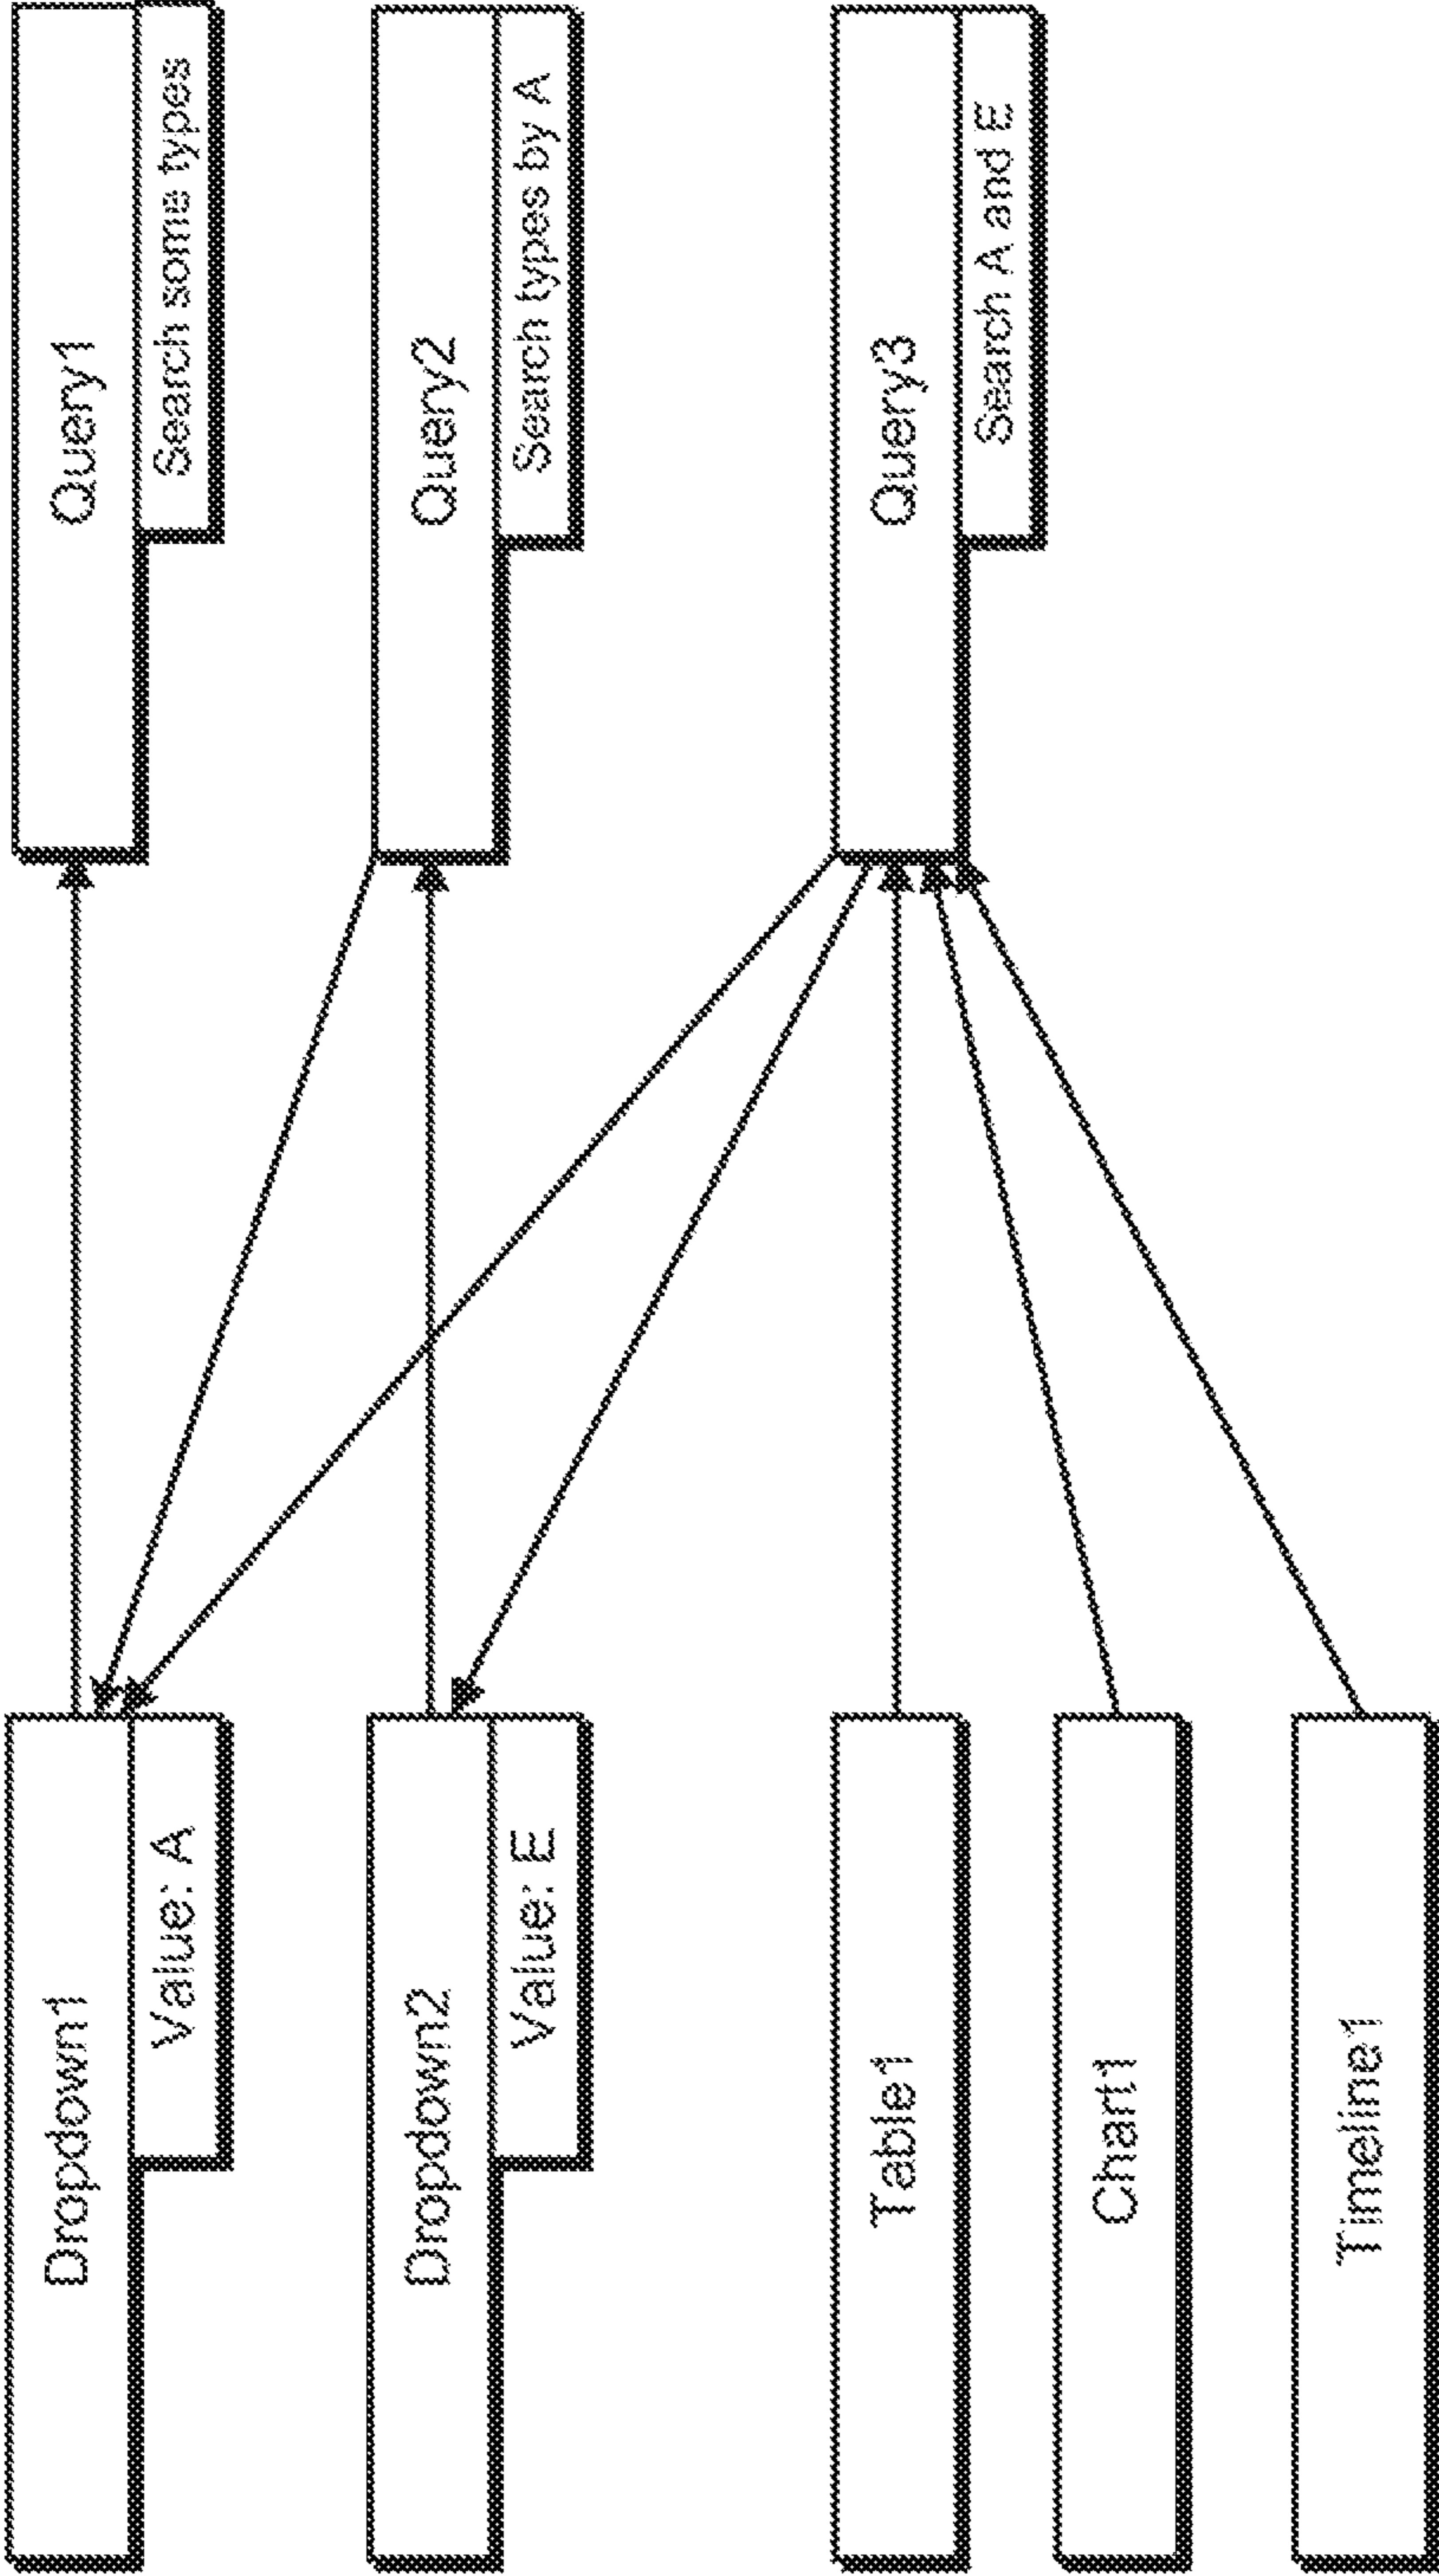 Dropdown1
Value: A
Query1
Search some types
Dropdown2
Value: E
Query2
Search types by A
Table1
Query3
Search A and E
Chart1
Timeline1